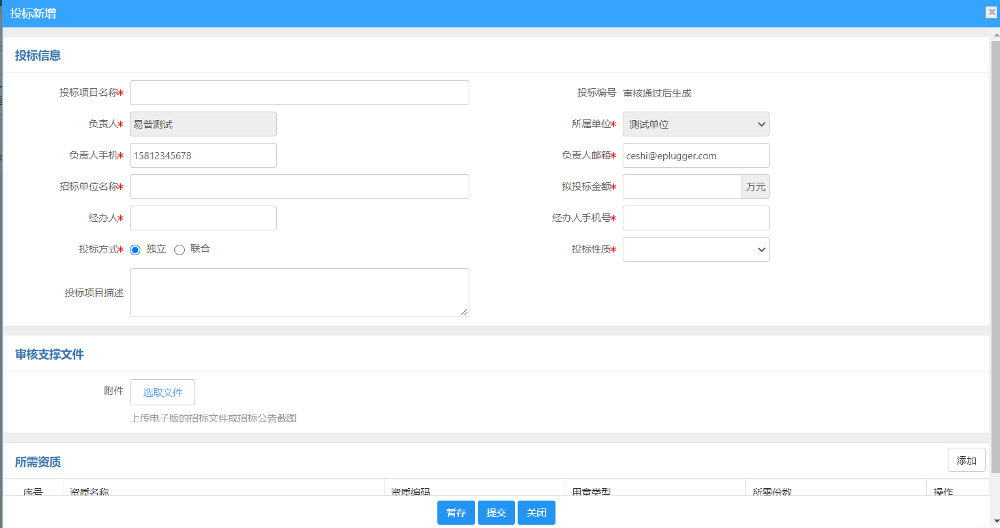 投标新增
投标信息
投标项目名称* 投标编号 审核通过后生成
负责人* 易普测试 所属单位* 测试单位
负责人手机* 15812345678 负责人邮箱* ceshi@eplugger.com
招标单位名称* 拟投标金额* 万元
经办人* 经办人手机号*
投标方式* 独立 联合 投标性质*
投标项目描述
审核支撑文件
附件 选取文件
上传电子版的招标文件或招标公告截图
所需资质 添加
序号 资质名称 资质编码 用章类型 所需份数 操作
暂存 提交 关闭